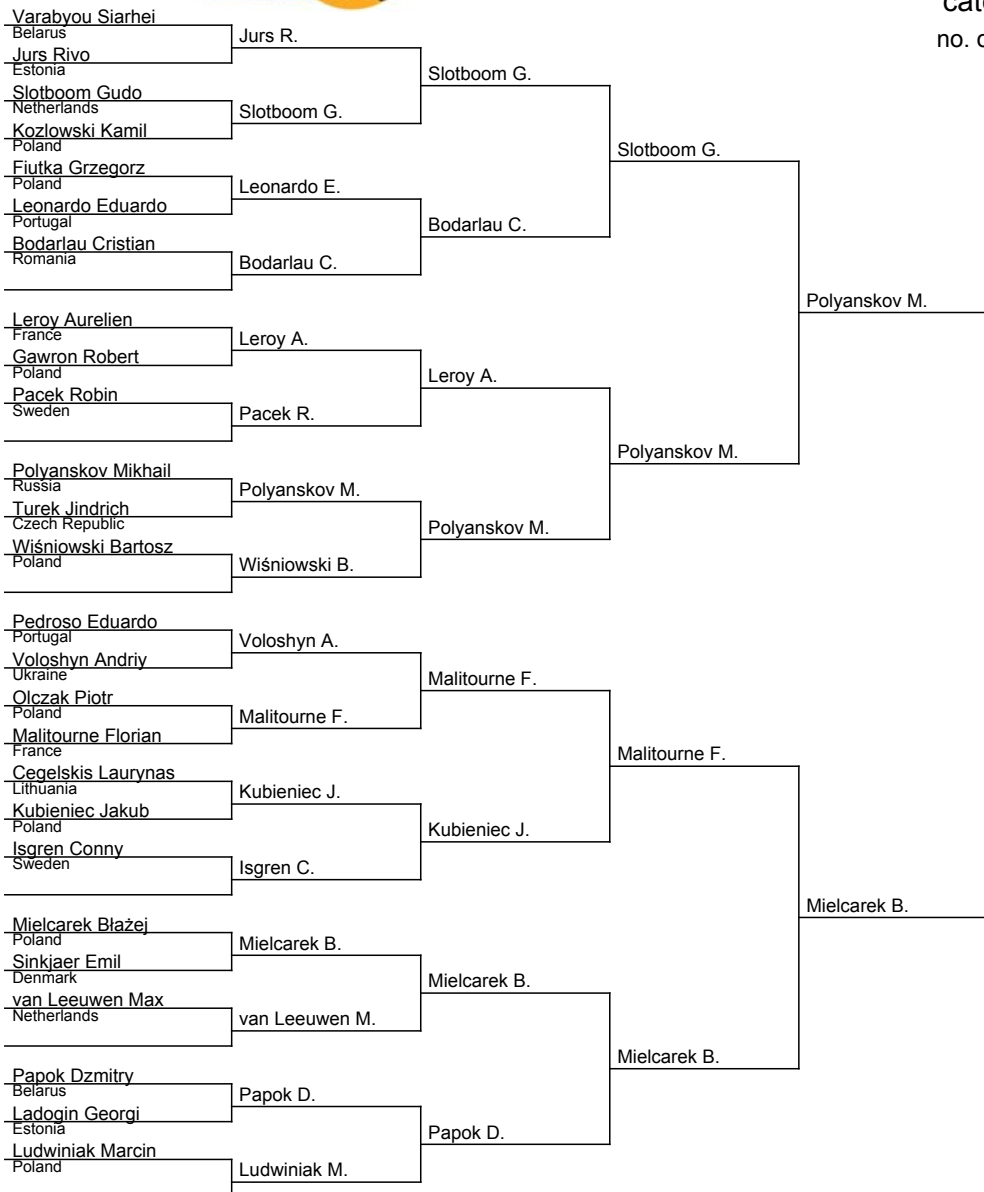 cat
no. o
Varabyou Siarhei
Belarus
Jurs Rivo
Estonia
Slotboom Gudo
Netherlands
Kozlowski Kamil
Poland
Fiutka Grzegorz
Poland
Leonardo Eduardo
Portugal
Bodarlau Cristian
Romania
Leroy Aurelien
France
Gawron Robert
Poland
Pacek Robin
Sweden
Polyanskov Mikhail
Russia
Turek Jindrich
Czech Republic
Wiśniowski Bartosz
Poland
Pedroso Eduardo
Portugal
Voloshyn Andriy
Ukraine
Olczak Piotr
Poland
Malitourne Florian
France
Cegelskis Laurynas
Lithuania
Kubieniec Jakub
Poland
Isgren Conny
Sweden
Mielcarek Błażej
Poland
Sinkjaer Emil
Denmark
van Leeuwen Max
Netherlands
Papok Dzmitry
Belarus
Ladogin Georgi
Estonia
Ludwiniak Marcin
Poland
Jurs R.
Slotboom G.
Leonardo E.
Bodarlau C.
Leroy A.
Pacek R.
Polyanskov M.
Wiśniowski B.
Voloshyn A.
Malitourne F.
Kubieniec J.
Isgren C.
Mielcarek B.
van Leeuwen M.
Papok D.
Ludwiniak M.
Slotboom G.
Bodarlau C.
Leroy A.
Polyanskov M.
Malitourne F.
Kubieniec J.
Mielcarek B.
Papok D.
Slotboom G.
Polyanskov M.
Malitourne F.
Mielcarek B.
Polyanskov M.
Mielcarek B.